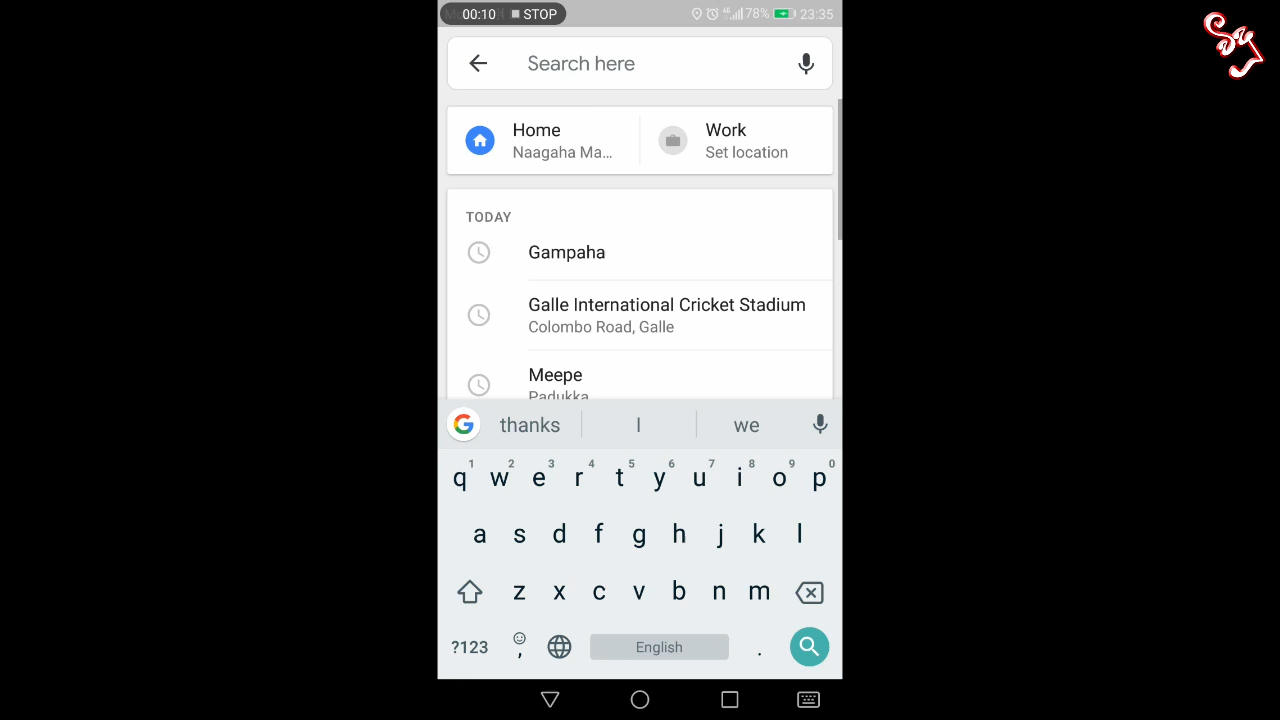 00:10 STOP 78% 23:35
Search here
Home
Naagaha Ma...
Work
Set location
TODAY
Gampaha
Galle International Cricket Stadium
Colombo Road, Galle
Meepe
Padukka
thanks I we
1 2 3 4 5 6 7 8 9 0
q w e r t y u i o p
a s d f g h j k l
z x c v b n m
?123 , English .